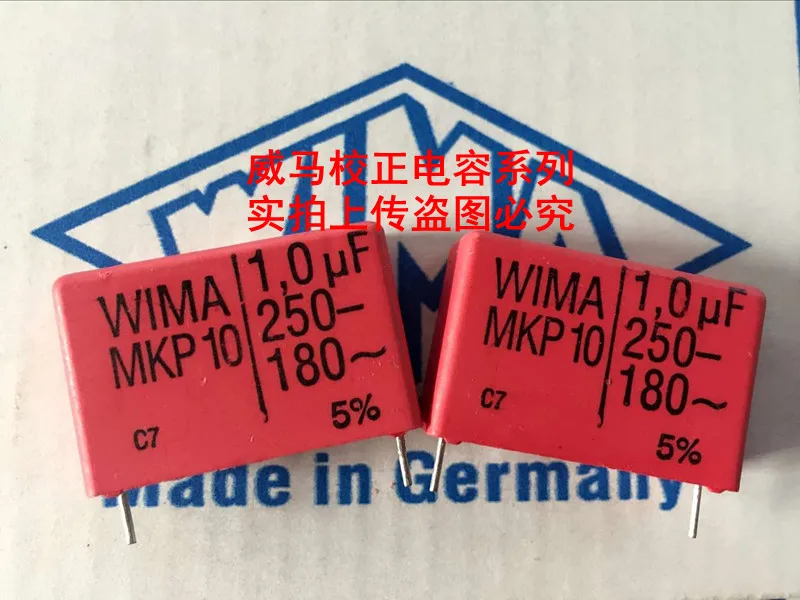 威马校正电容系列
实拍上传盗图必究
WIMA
MKP 10
1,0 µF
250–
180~
5%
C7
WIMA
MKP 10
1,0 µF
250–
180~
5%
C7
Made in Germany